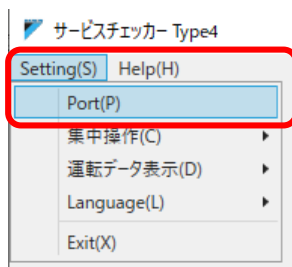 サービスチェッカー Type4
Setting(S) Help(H)
Port(P)
集中操作(C)
運転データ表示(D)
Language(L)
Exit(X)